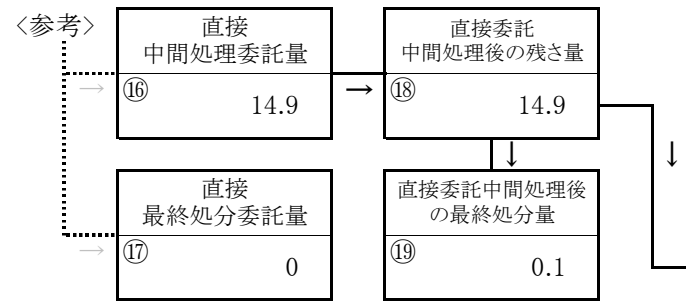 〈参考〉
直接
中間処理委託量
→
⑯
14.9
→
直接委託
中間処理後の残さ量
⑱
14.9
↓
↓
直接
最終処分委託量
→
⑰
0
直接委託中間処理後
の最終処分量
⑲
0.1